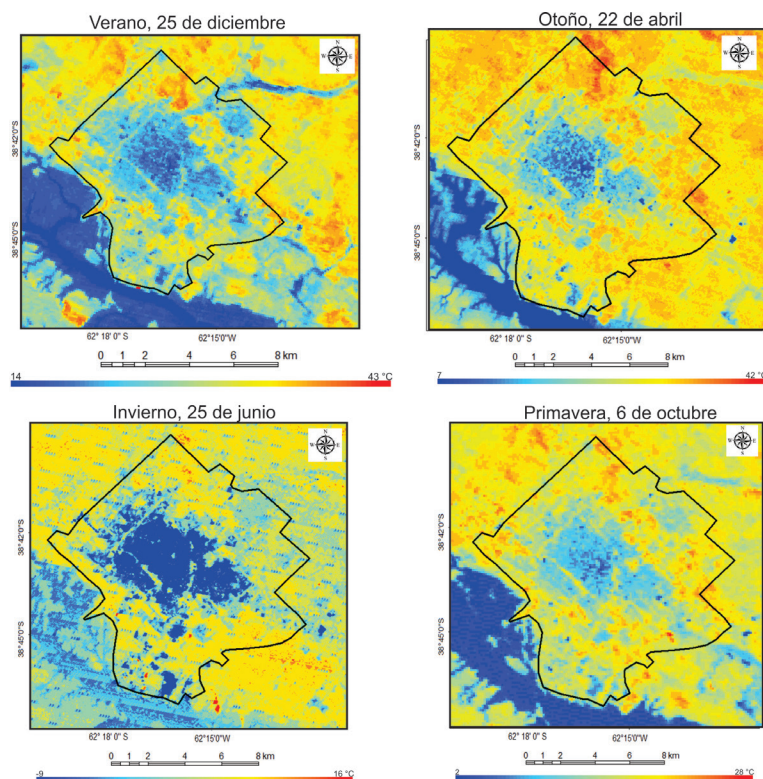 Verano, 25 de diciembre
N
W E
S
38°42'0"S
38°45'0"S
62° 18' 0" S 62°15'0"W
0 1 2 4 6 8 km
14 43 °C
Otoño, 22 de abril
N
W E
S
38°42'0"S
38°45'0"S
62° 18' 0" S 62°15'0"W
0 1 2 4 6 8 km
7 42 °C
Invierno, 25 de junio
N
W E
S
38°42'0"S
38°45'0"S
62° 18' 0" S 62°15'0"W
0 1 2 4 6 8 km
-9 16 °C
Primavera, 6 de octubre
N
W E
S
38°42'0"S
38°45'0"S
62° 18' 0" S 62°15'0"W
0 1 2 4 6 8 km
2 28 °C